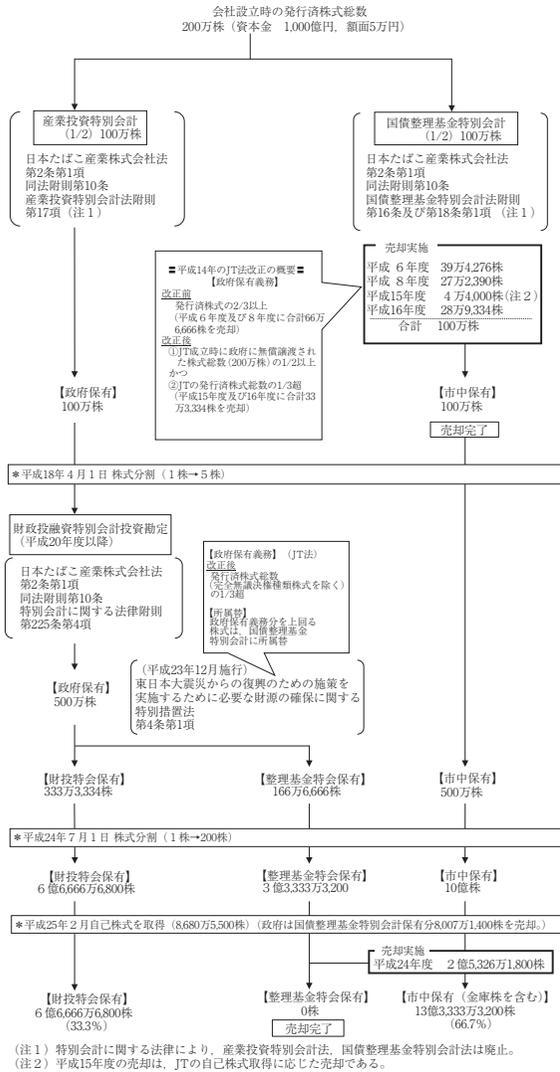 会社設立時の発行済株式総数
200万株（資本金　1,000億円，額面5万円）
産業投資特別会計
（1/2）100万株
日本たばこ産業株式会社法
第2条第1項
同法附則第10条
産業投資特別会計法附則
第17項（注１）
国債整理基金特別会計
（1/2）100万株
日本たばこ産業株式会社法
第2条第1項
同法附則第10条
国債整理基金特別会計法附則
第16条及び第18条第1項（注１）
売却実施
平成 ６年度　39万4,276株
平成 ８年度　27万2,390株
平成15年度　４万4,000株（注２）
平成16年度　28万9,334株
合計　100万株
〓平成14年のJT法改正の概要〓
【政府保有義務】
改正前
発行済株式の2/3以上
（平成６年度及び８年度に合計66万
6,666株を売却）
改正後
①JT成立時に政府に無償譲渡され
た株式総数（200万株）の1/2以上
かつ
②JTの発行済株式総数の1/3超
（平成15年度及び16年度に合計33
万3,334株を売却）
【政府保有】
100万株
【市中保有】
100万株
売却完了
＊平成18年４月１日 株式分割（１株→５株）
財政投融資特別会計投資勘定
（平成20年度以降）
日本たばこ産業株式会社法
第2条第1項
同法附則第10条
特別会計に関する法律附則
第225条第4項
【政府保有義務】（JT法）
改正後
発行済株式総数
（完全無議決権種類株式を除く）
の1/3超
【所属替】
政府保有義務分を上回る
株式は，国債整理基金
特別会計に所属替
【政府保有】
500万株
（平成23年12月施行）
東日本大震災からの復興のための施策を
実施するために必要な財源の確保に関する
特別措置法
第4条第1項
【財投特会保有】
333万3,334株
【整理基金特会保有】
166万6,666株
【市中保有】
500万株
＊平成24年７月１日 株式分割（１株→200株）
【財投特会保有】
６億6,666万6,800株
【整理基金特会保有】
３億3,333万3,200
【市中保有】
10億株
＊平成25年２月自己株式を取得（8,680万5,500株）（政府は国債整理基金特別会計保有分8,007万1,400株を売却。）
売却実施
平成24年度　２億5,326万1,800株
【財投特会保有】
６億6,666万6,800株
（33.3％）
【整理基金特会保有】
0株
売却完了
【市中保有（金庫株を含む）】
13億3,333万3,200株
（66.7％）
（注１）特別会計に関する法律により，産業投資特別会計法，国債整理基金特別会計法は廃止。
（注２）平成15年度の売却は，JTの自己株式取得に応じた売却である。